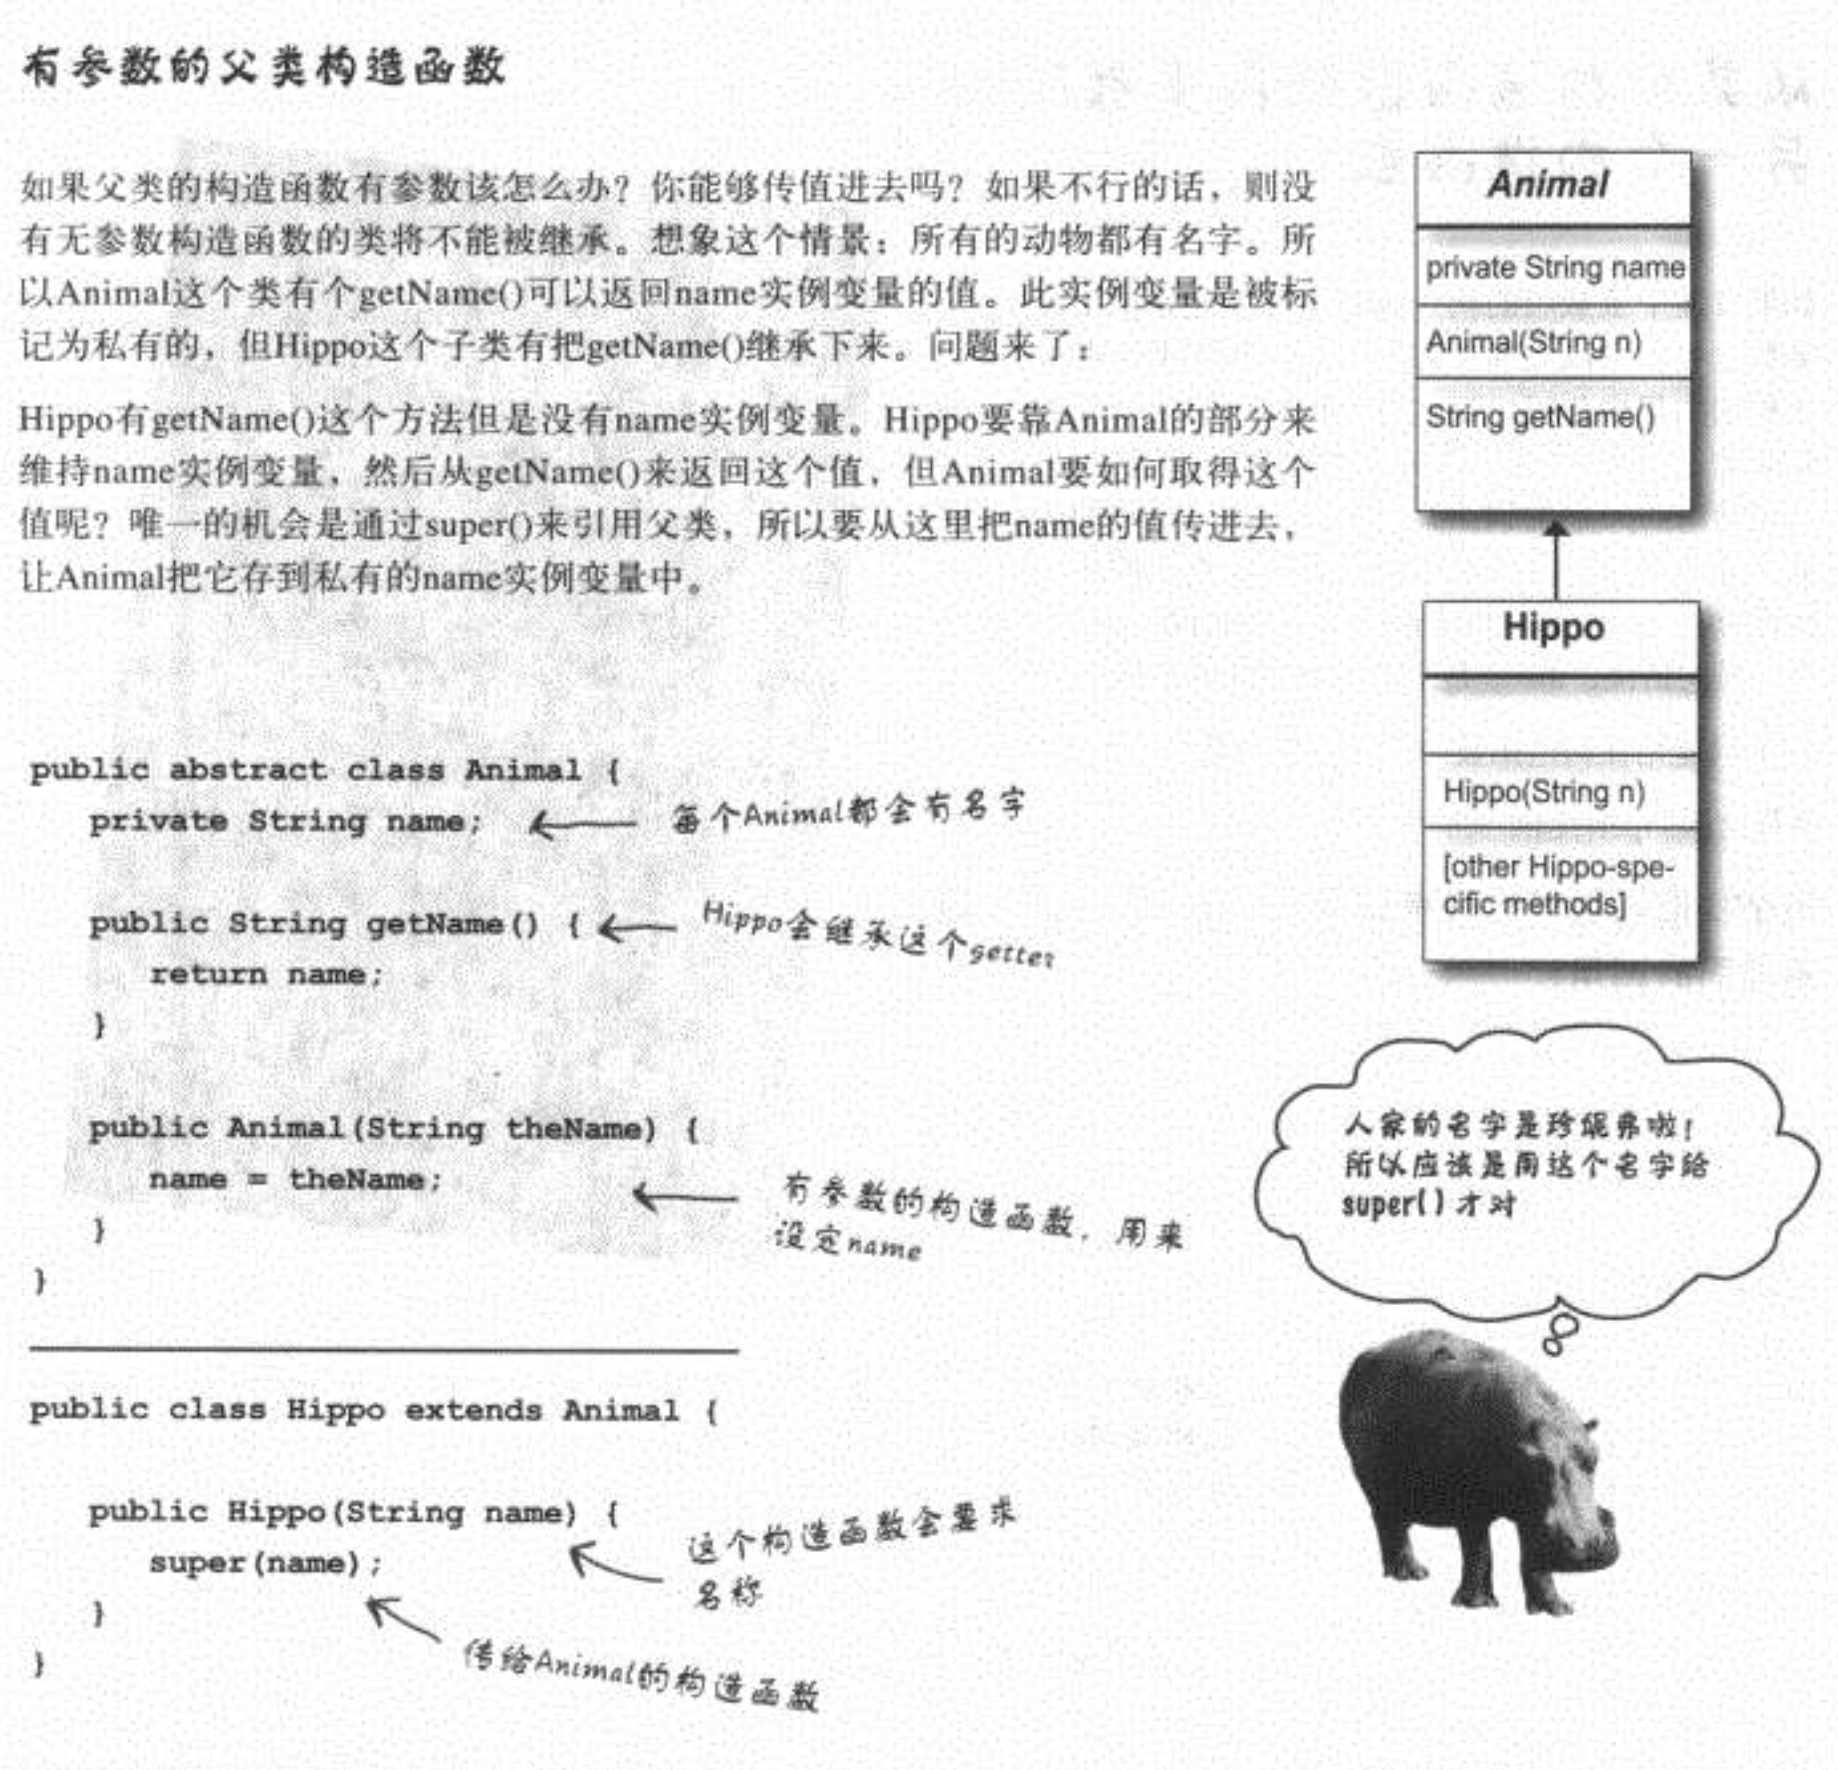 有参数的父类构造函数
如果父类的构造函数有参数该怎么办？你能够传值进去吗？如果不行的话，则没
有无参数构造函数的类将不能被继承。想象这个情景：所有的动物都有名字。所
以Animal这个类有个getName()可以返回name实例变量的值。此实例变量是被标
记为私有的，但Hippo这个子类有把getName()继承下来。问题来了：
Hippo有getName()这个方法但是没有name实例变量。Hippo要靠Animal的部分来
维持name实例变量，然后从getName()来返回这个值，但Animal要如何取得这个
值呢？唯一的机会是通过super()来引用父类，所以要从这里把name的值传进去，
让Animal把它存到私有的name实例变量中。
Animal
private String name
Animal(String n)
String getName()
Hippo
Hippo(String n)
[other Hippo-spe-
cific methods]
public abstract class Animal {
private String name;
每个Animal都会有名字
public String getName() {
Hippo会继承这个getter
return name;
}
public Animal(String theName) {
name = theName;
有参数的构造函数，用来
设定name
}
}
人家的名字是珍妮弗啦！
所以应该是用这个名字给
super()才对
public class Hippo extends Animal {
public Hippo(String name) {
这个构造函数会要求
名称
super(name);
}
传给Animal的构造函数
}